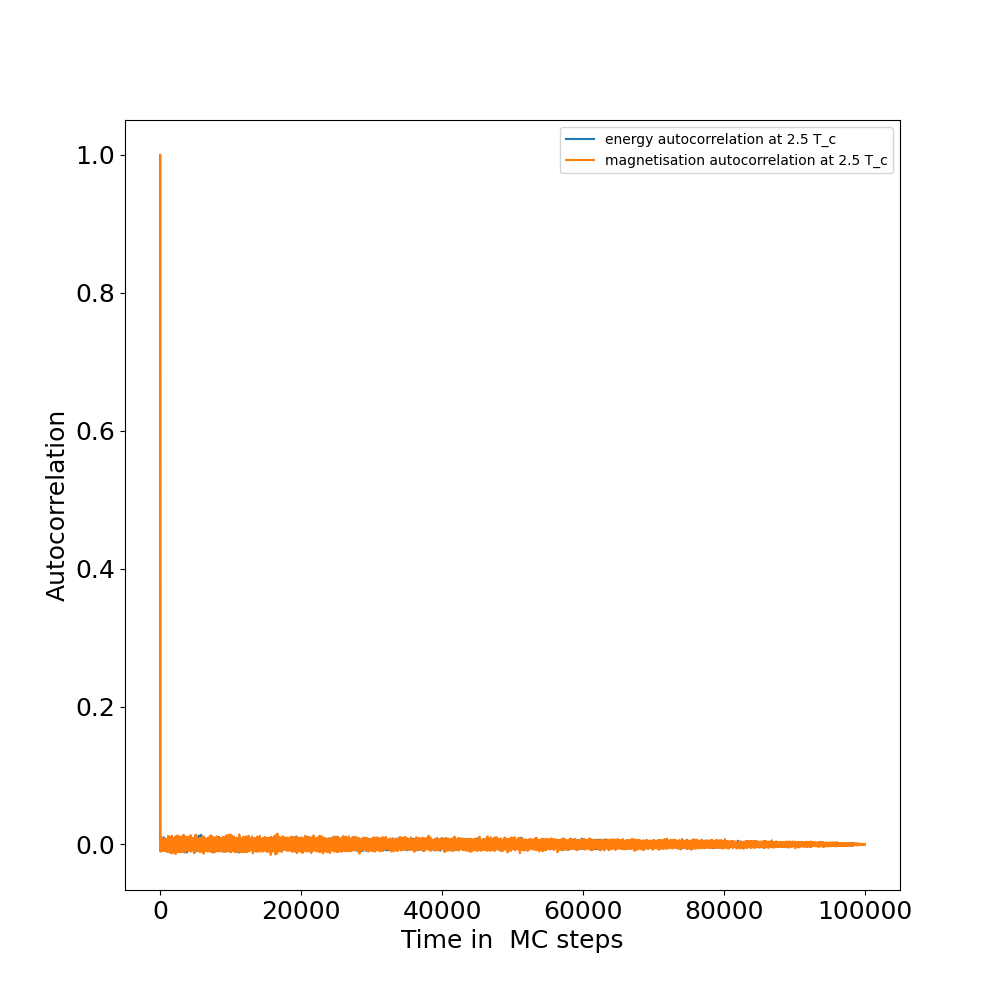 energy autocorrelation at 2.5 T_c
magnetisation autocorrelation at 2.5 T_c
1.0
0.8
0.6
0.4
0.2
0.0
Autocorrelation
0 20000 40000 60000 80000 100000
Time in  MC steps